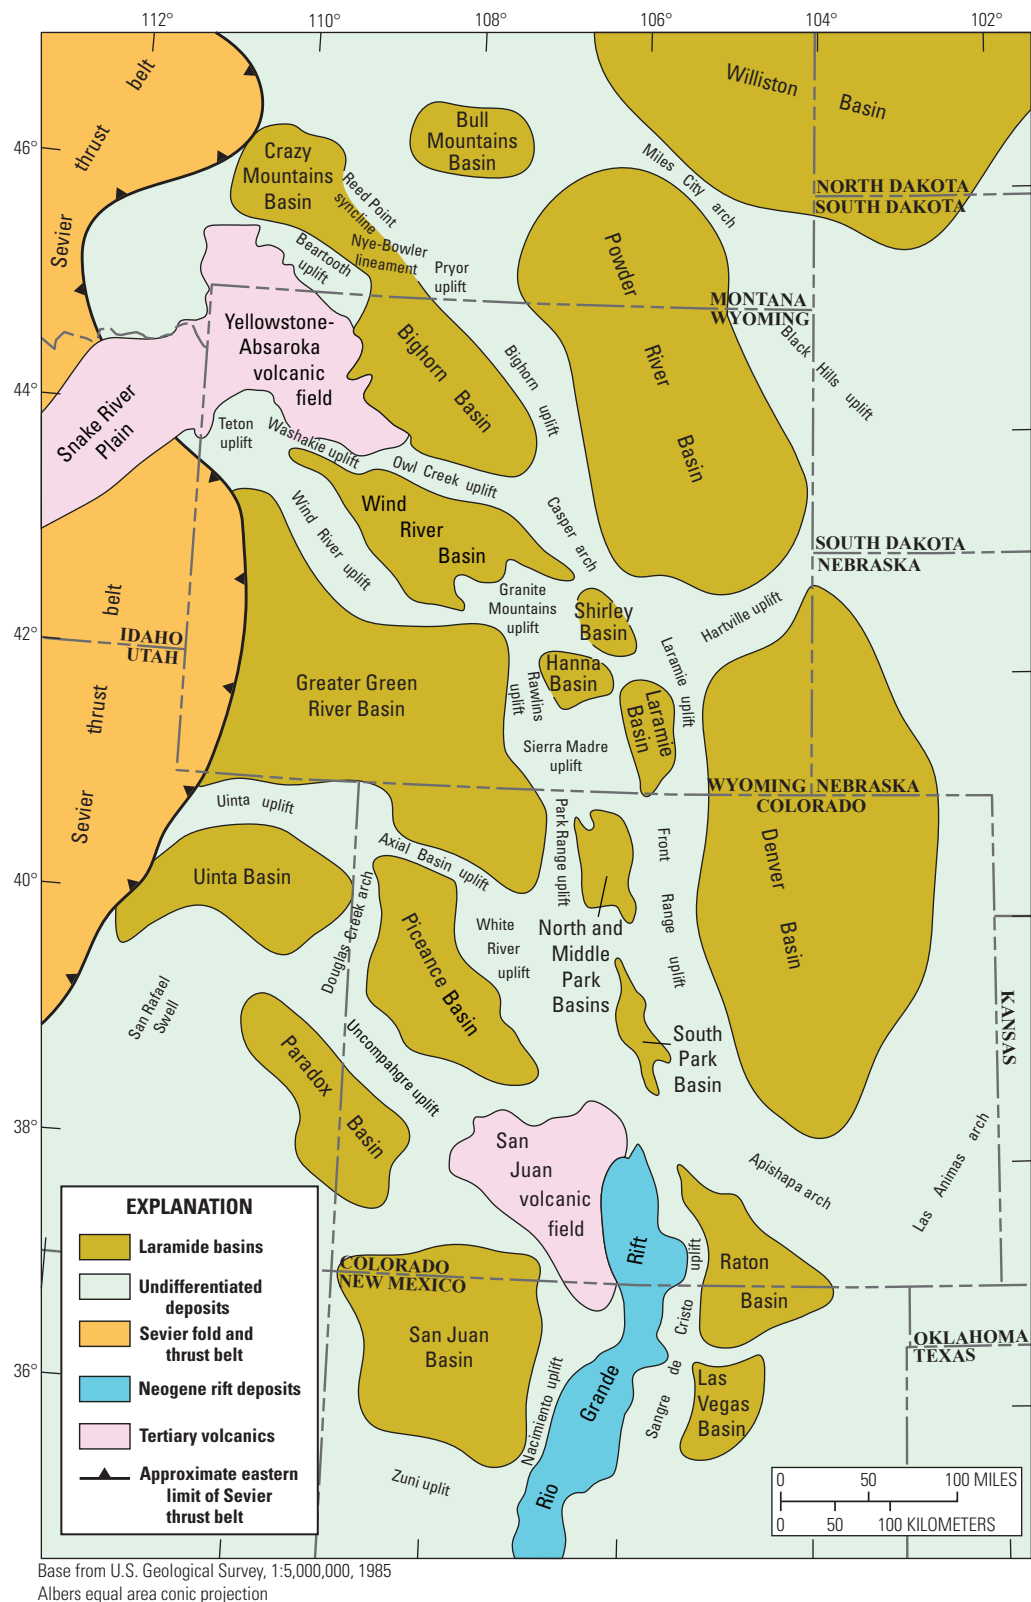 112°
110°
108°
106°
104°
102°
46°
44°
42°
40°
38°
36°
Sevier thrust belt
Williston Basin
Bull
Mountains
Basin
Crazy
Mountains
Basin
Reed Point
syncline
Miles City arch
NORTH DAKOTA
SOUTH DAKOTA
Nye-Bowler
lineament
Beartooth
uplift
Pryor
uplift
Powder River Basin
MONTANA
WYOMING
Yellowstone-
Absaroka
volcanic
field
Bighorn Basin
Bighorn uplift
Black Hills uplift
Snake River
Plain
Teton
uplift
Washakie uplift
Owl Creek uplift
Wind
River
Basin
Wind River uplift
Casper arch
SOUTH DAKOTA
NEBRASKA
Granite
Mountains
uplift
Shirley
Basin
Hartville uplift
IDAHO
UTAH
Sevier thrust belt
Hanna
Basin
Rawlins
uplift
Laramie
Basin
Laramie uplift
Greater Green
River Basin
Sierra Madre
uplift
WYOMING NEBRASKA
COLORADO
Uinta uplift
Axial Basin uplift
Park Range uplift
Front Range uplift
Denver Basin
Uinta Basin
Douglas Creek arch
Piceance Basin
White
River
uplift
North and
Middle
Park
Basins
San Rafael
Swell
KANSAS
South
Park
Basin
Uncompahgre uplift
Paradox Basin
San
Juan
volcanic
field
Apishapa arch
Las Animas arch
Rio Grande Rift
Sangre de Cristo uplift
Raton
Basin
COLORADO
NEW MEXICO
San Juan
Basin
OKLAHOMA
TEXAS
Las
Vegas
Basin
Nacimiento uplift
Zuni uplit
EXPLANATION
Laramide basins
Undifferentiated
deposits
Sevier fold and
thrust belt
Neogene rift deposits
Tertiary volcanics
Approximate eastern
limit of Sevier
thrust belt
0 50 100 MILES
0 50 100 KILOMETERS
Base from U.S. Geological Survey, 1:5,000,000, 1985
Albers equal area conic projection